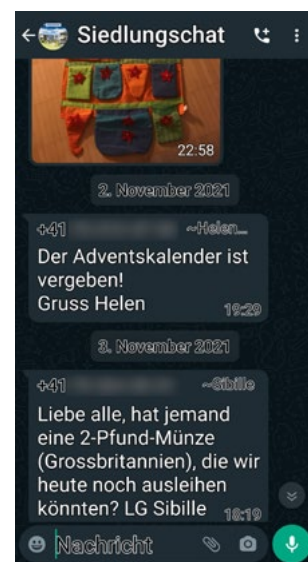 Siedlungschat
22:58
2. November 2021
+41 ~Helen...
Der Adventskalender ist
vergeben!
Gruss Helen
19:29
3. November 2021
+41 ~Sibille
Liebe alle, hat jemand
eine 2-Pfund-Münze
(Grossbritannien), die wir
heute noch ausleihen
könnten? LG Sibille
18:19
Nachricht